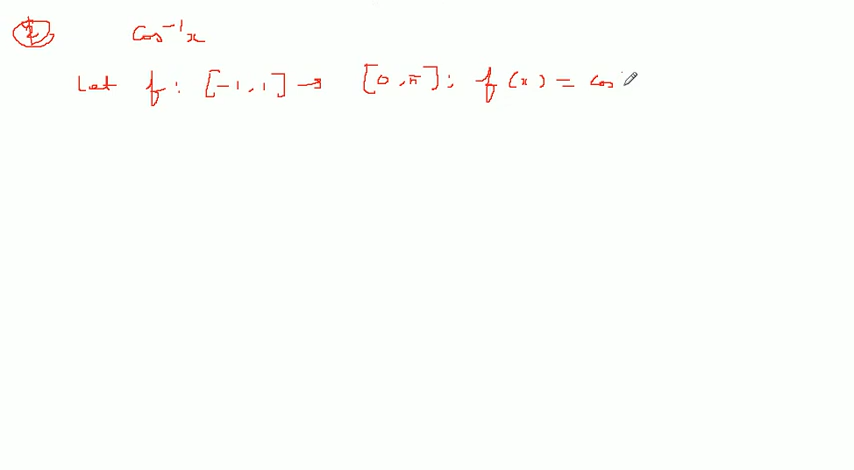 ② cos⁻¹x
Let f : [-1, 1] → [0, π] ; f(x) = cos